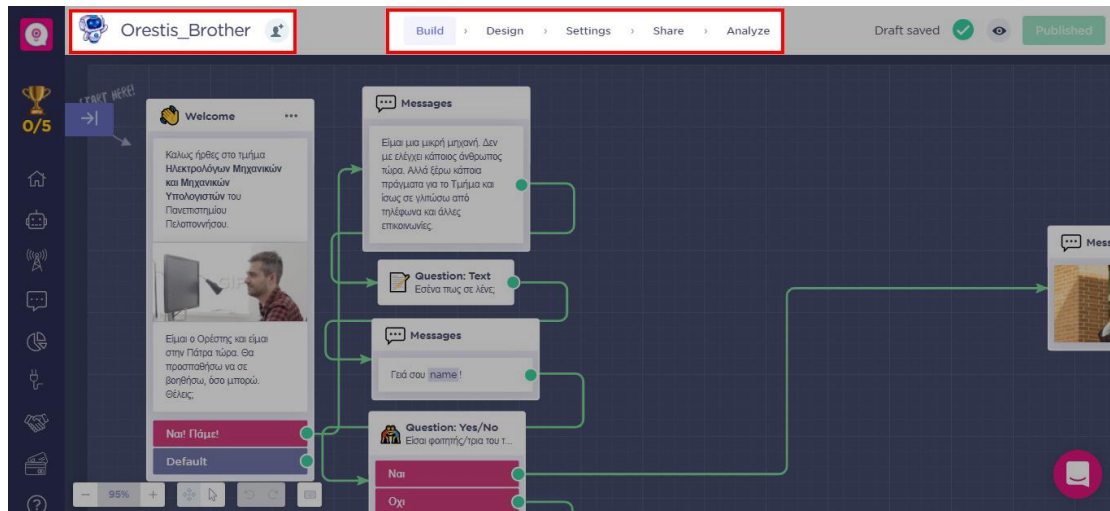 Orestis_Brother
Build › Design › Settings › Share › Analyze
Draft saved
Published
START HERE!
0/5
Welcome
Καλως ήρθες στο τμήμα
Ηλεκτρολόγων Μηχανικών
και Μηχανικών
Υπολογιστών του
Πανεπιστημίου
Πελοποννήσου.
GIF
Είμαι ο Ορέστης και είμαι
στην Πάτρα τώρα. Θα
προσπαθήσω να σε
βοηθήσω, όσο μπορώ.
Θέλεις;
Ναι! Πάμε!
Default
Messages
Είμαι μια μικρή μηχανή. Δεν
με ελέγχει κάποιος άνθρωπος
τώρα. Αλλά ξέρω κάποια
πράγματα για το Τμήμα και
ίσως σε γλιτώσω από
τηλέφωνα και άλλες
επικοινωνίες.
Question: Text
Εσένα πως σε λένε;
Messages
Γειά σου name !
Question: Yes/No
Είσαι φοιτητής/τρια του τ...
Ναι
Οχι
Mess
95%